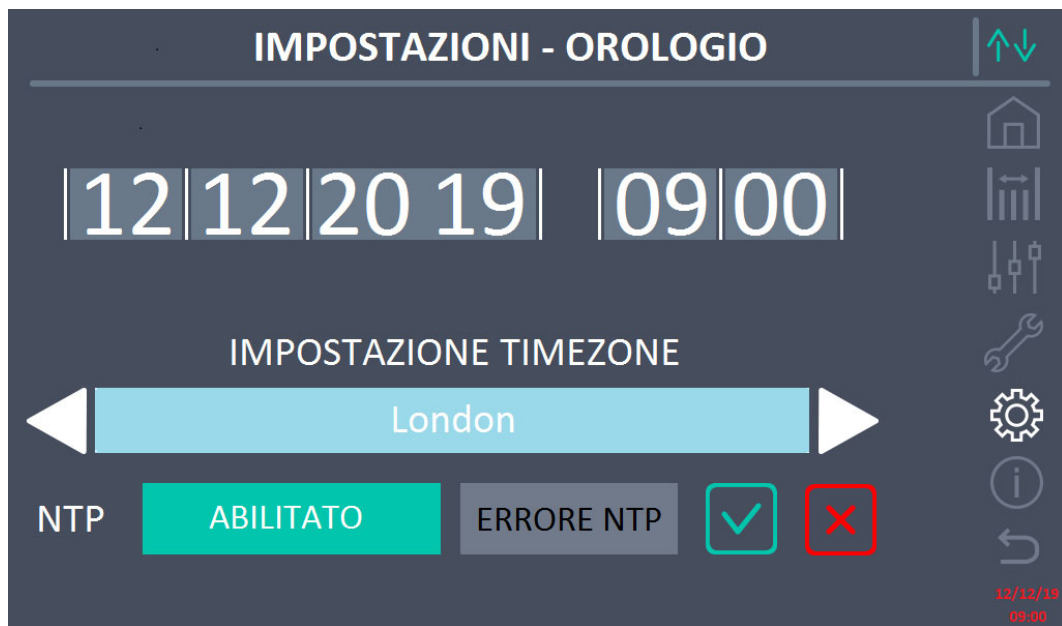 IMPOSTAZIONI - OROLOGIO
12 12 20 19 09 00
IMPOSTAZIONE TIMEZONE
London
NTP ABILITATO ERRORE NTP
12/12/19
09:00